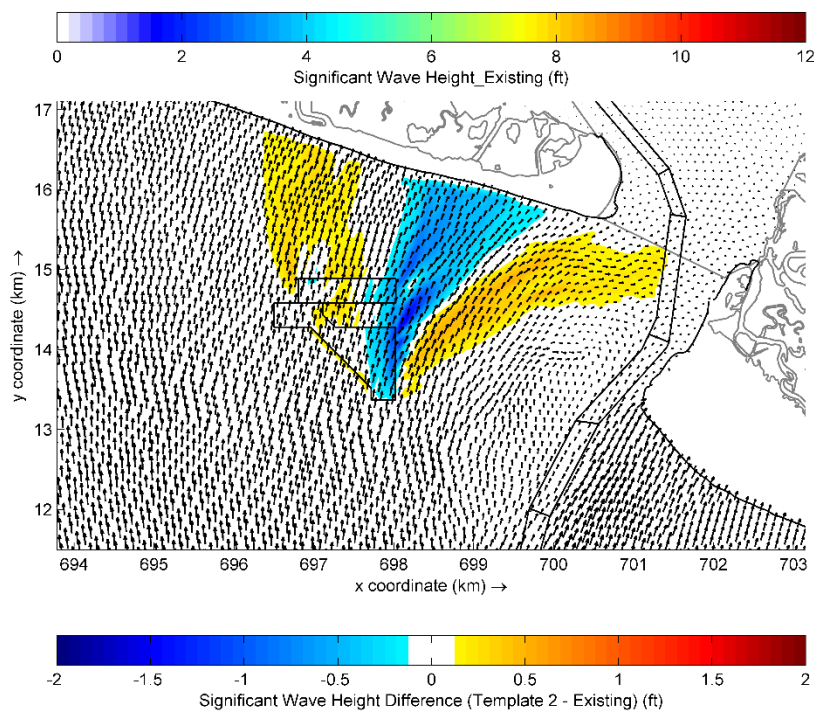 0 2 4 6 8 10 12
Significant Wave Height_Existing (ft)
17
16
15
14
13
12
y coordinate (km) →
694 695 696 697 698 699 700 701 702 703
x coordinate (km) →
-2 -1.5 -1 -0.5 0 0.5 1 1.5 2
Significant Wave Height Difference (Template 2 - Existing) (ft)